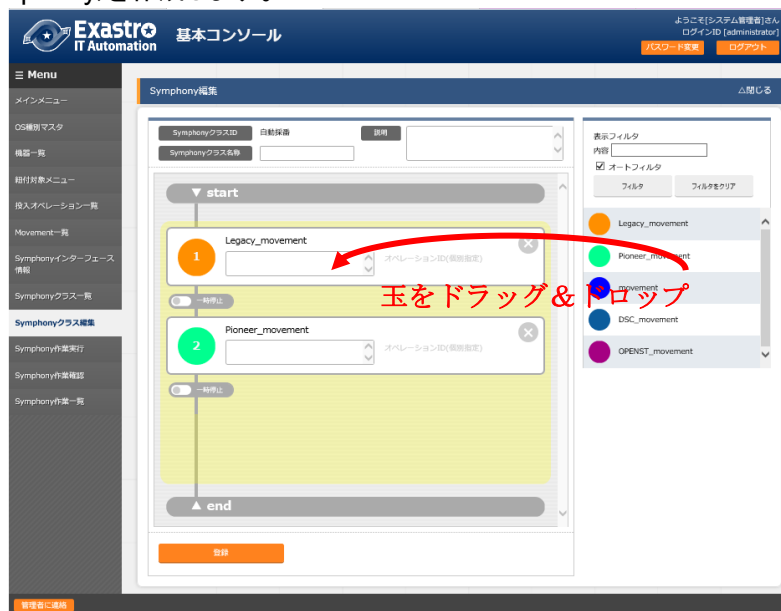 Exastro
IT Automation
基本コンソール
ようこそ[システム管理者]さん
ログインID [administrator]
パスワード変更
ログアウト
Menu
メインメニュー
OS種別マスタ
機器一覧
紐付対象メニュー
投入オペレーション一覧
Movement一覧
Symphonyインターフェース
情報
Symphonyクラス一覧
Symphonyクラス編集
Symphony作業実行
Symphony作業確認
Symphony作業一覧
Symphony編集
△閉じる
SymphonyクラスID
自動採番
説明
Symphonyクラス名称
▼ start
1
Legacy_movement
オペレーションID(個別指定)
一時停止
2
Pioneer_movement
オペレーションID(個別指定)
一時停止
▲ end
登録
玉をドラッグ&ドロップ
表示フィルタ
内容
オートフィルタ
フィルタ
フィルタをクリア
Legacy_movement
Pioneer_movement
movement
DSC_movement
OPENST_movement
管理者に連絡